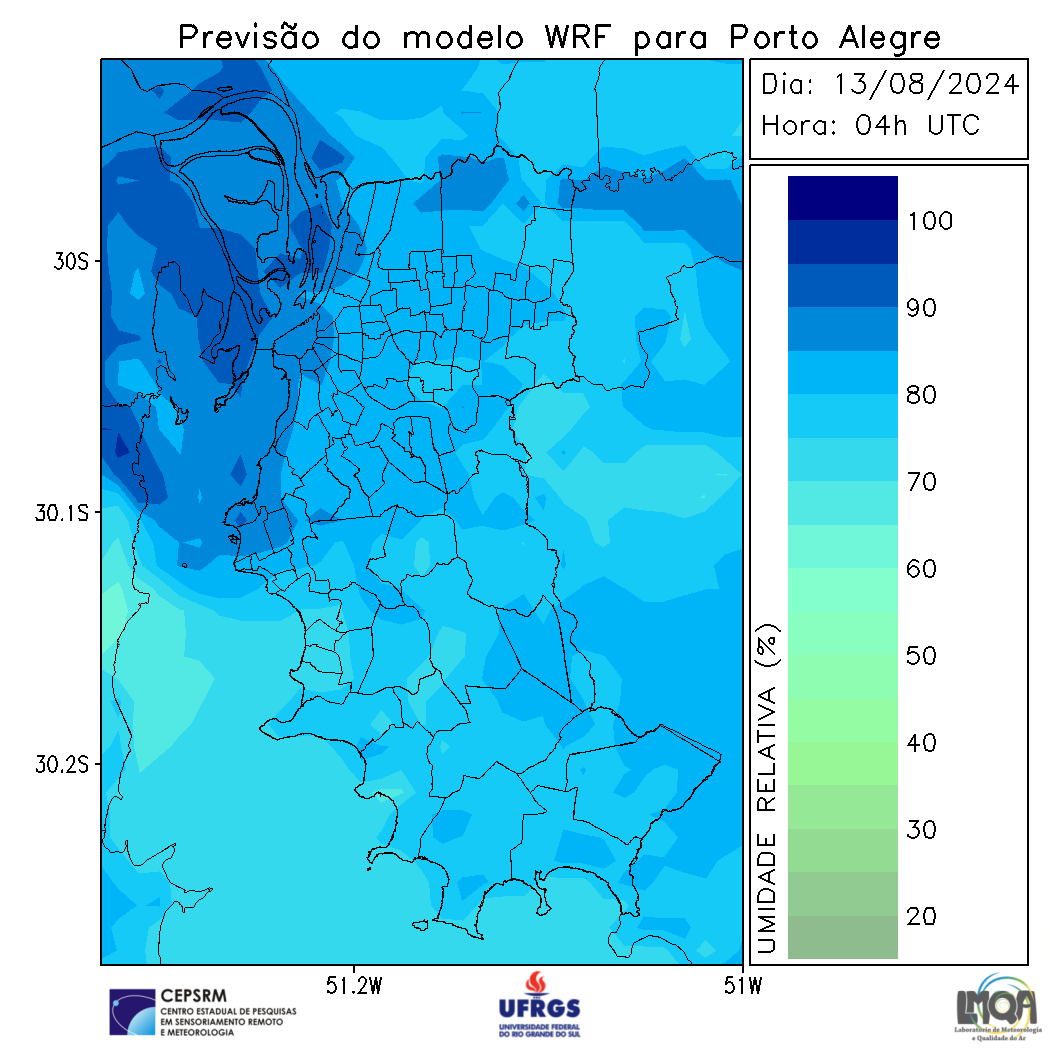 Previsão do modelo WRF para Porto Alegre
Dia: 13/08/2024
Hora: 04h UTC
30S
30.1S
30.2S
51.2W
51W
100
90
80
70
60
50
40
30
20
UMIDADE RELATIVA (%)
CEPSRM
CENTRO ESTADUAL DE PESQUISAS
EM SENSORIAMENTO REMOTO
E METEOROLOGIA
UFRGS
UNIVERSIDADE FEDERAL
DO RIO GRANDE DO SUL
LMQA
Laboratório de Meteorologia
e Qualidade do Ar